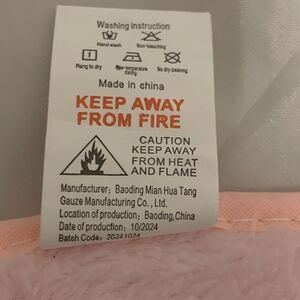 Washing instruction
Hand wash
Non-bleaching
Hang to dry
low-temperature
ironing
No dry cleaning
Made in china
KEEP AWAY
FROM FIRE
CAUTION
KEEP AWAY
FROM HEAT
AND FLAME
Manufacturer: Baoding Mian Hua Tang
Gauze Manufacturing Co., Ltd.
Location of production: Baoding,China
Date of production: 10/2024
Batch Code: 20241024